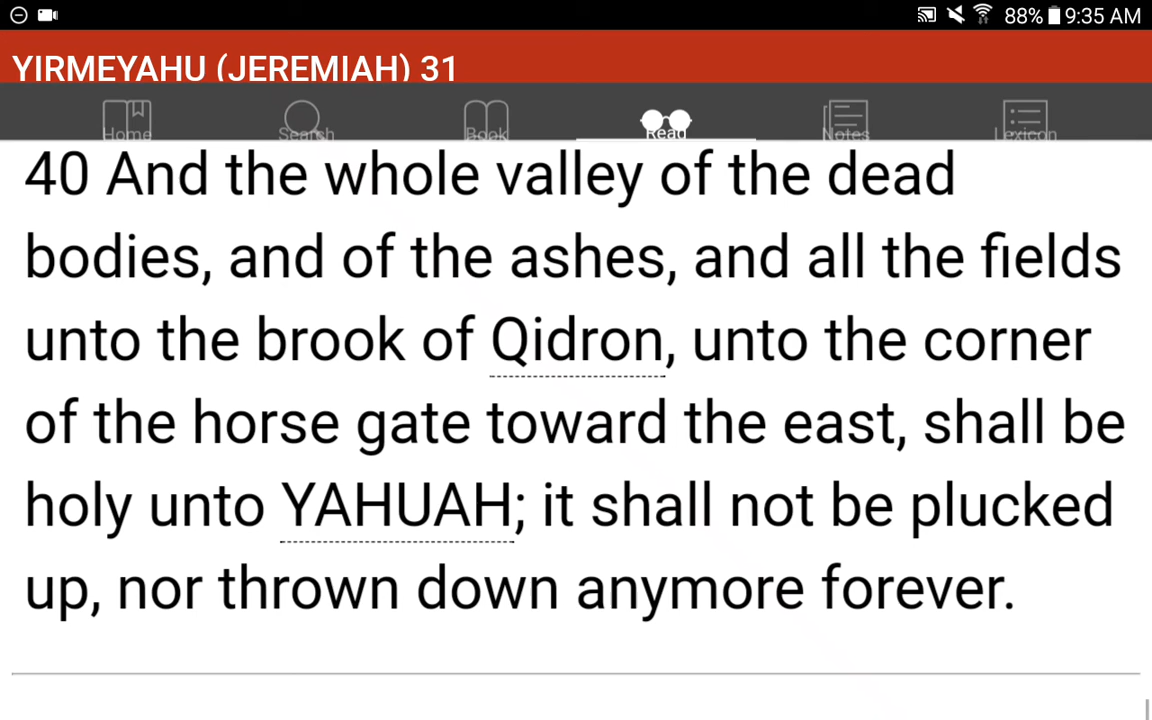 88% 9:35 AM
YIRMEYAHU (JEREMIAH) 31
Home Search Book Read Notes Lexicon
40 And the whole valley of the dead
bodies, and of the ashes, and all the fields
unto the brook of Qidron, unto the corner
of the horse gate toward the east, shall be
holy unto YAHUAH; it shall not be plucked
up, nor thrown down anymore forever.